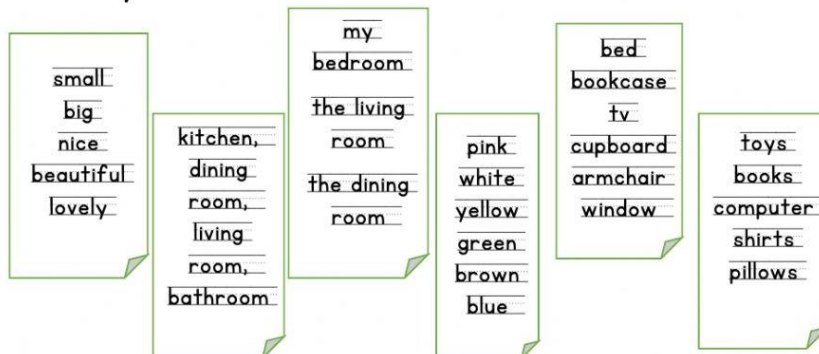 small
big
nice
beautiful
lovely
kitchen,
dining
room,
living
room,
bathroom
my
bedroom
the living
room
the dining
room
pink
white
yellow
green
brown
blue
bed
bookcase
tv
cupboard
armchair
window
toys
books
computer
shirts
pillows